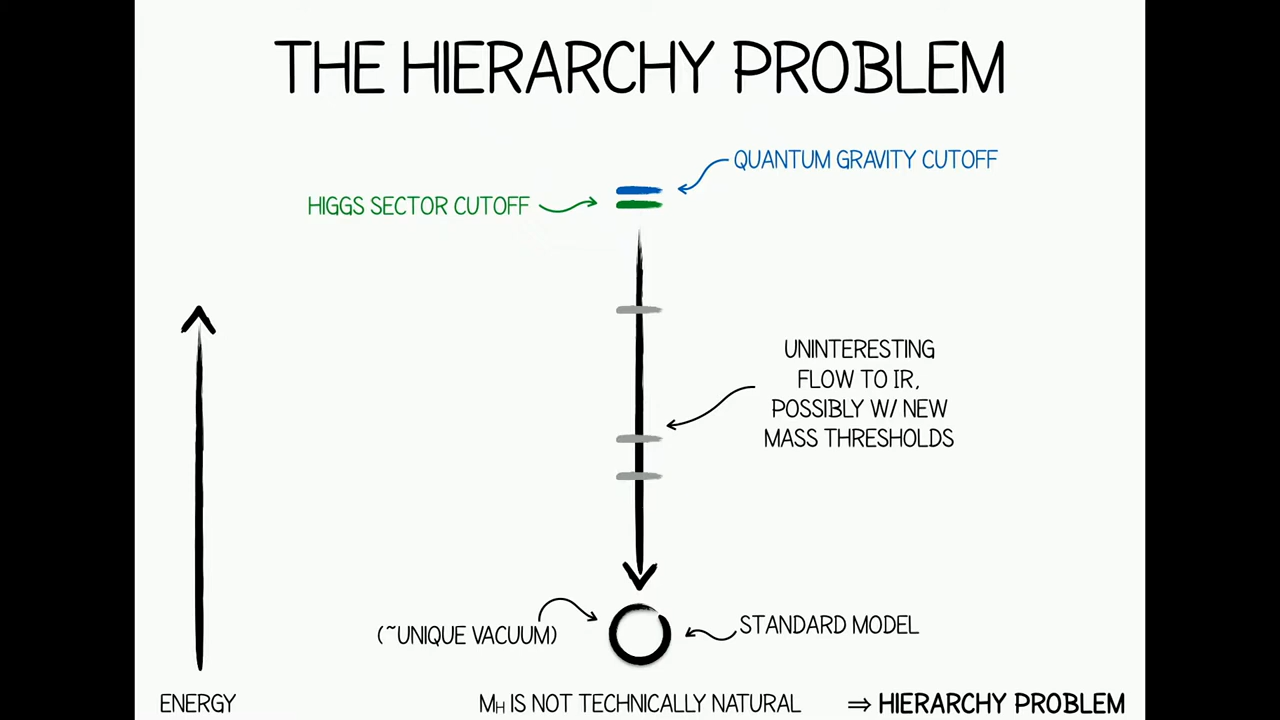 THE HIERARCHY PROBLEM
QUANTUM GRAVITY CUTOFF
HIGGS SECTOR CUTOFF
UNINTERESTING
FLOW TO IR,
POSSIBLY W/ NEW
MASS THRESHOLDS
(~UNIQUE VACUUM)
STANDARD MODEL
ENERGY
MH IS NOT TECHNICALLY NATURAL ⇒ HIERARCHY PROBLEM